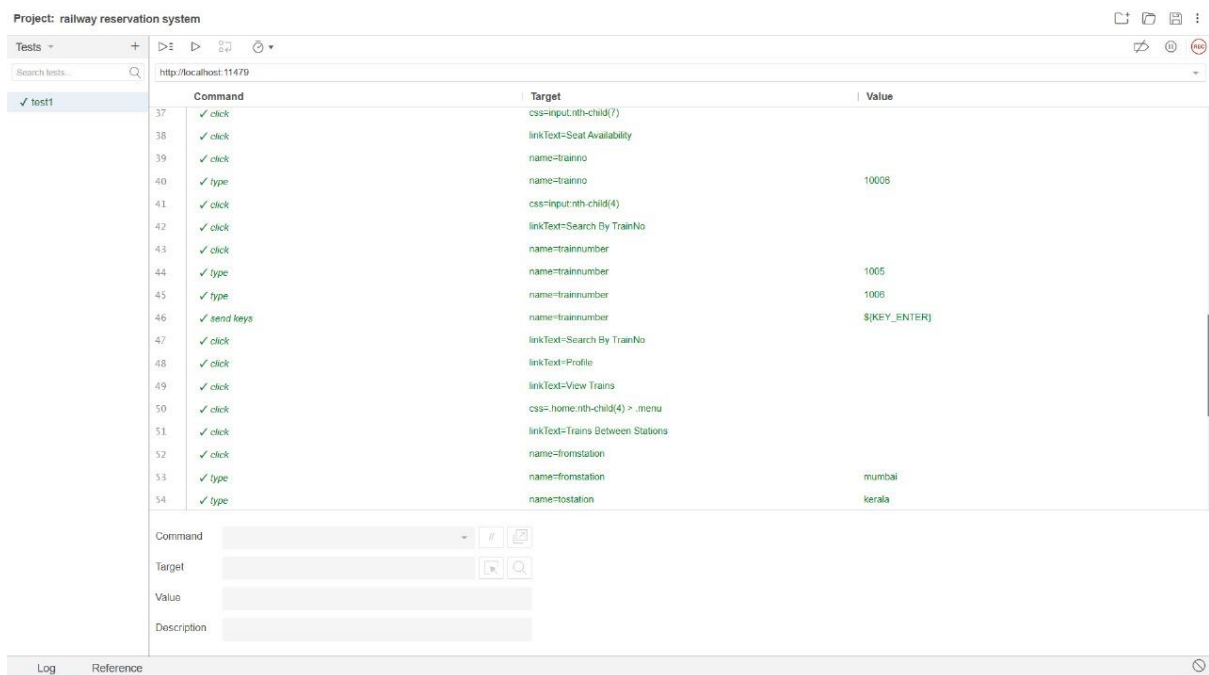 Project: railway reservation system
Tests
Search tests...
http://localhost:11479
✓ test1
Command Target Value
37 ✓ click css=input:nth-child(7)
38 ✓ click linkText=Seat Availability
39 ✓ click name=trainno
40 ✓ type name=trainno 10006
41 ✓ click css=input:nth-child(4)
42 ✓ click linkText=Search By TrainNo
43 ✓ click name=trainnumber
44 ✓ type name=trainnumber 1005
45 ✓ type name=trainnumber 1006
46 ✓ send keys name=trainnumber ${KEY_ENTER}
47 ✓ click linkText=Search By TrainNo
48 ✓ click linkText=Profile
49 ✓ click linkText=View Trains
50 ✓ click css=.home:nth-child(4) > .menu
51 ✓ click linkText=Trains Between Stations
52 ✓ click name=fromstation
53 ✓ type name=fromstation mumbai
54 ✓ type name=tostation kerala
Command //
Target
Value
Description
Log Reference
REC